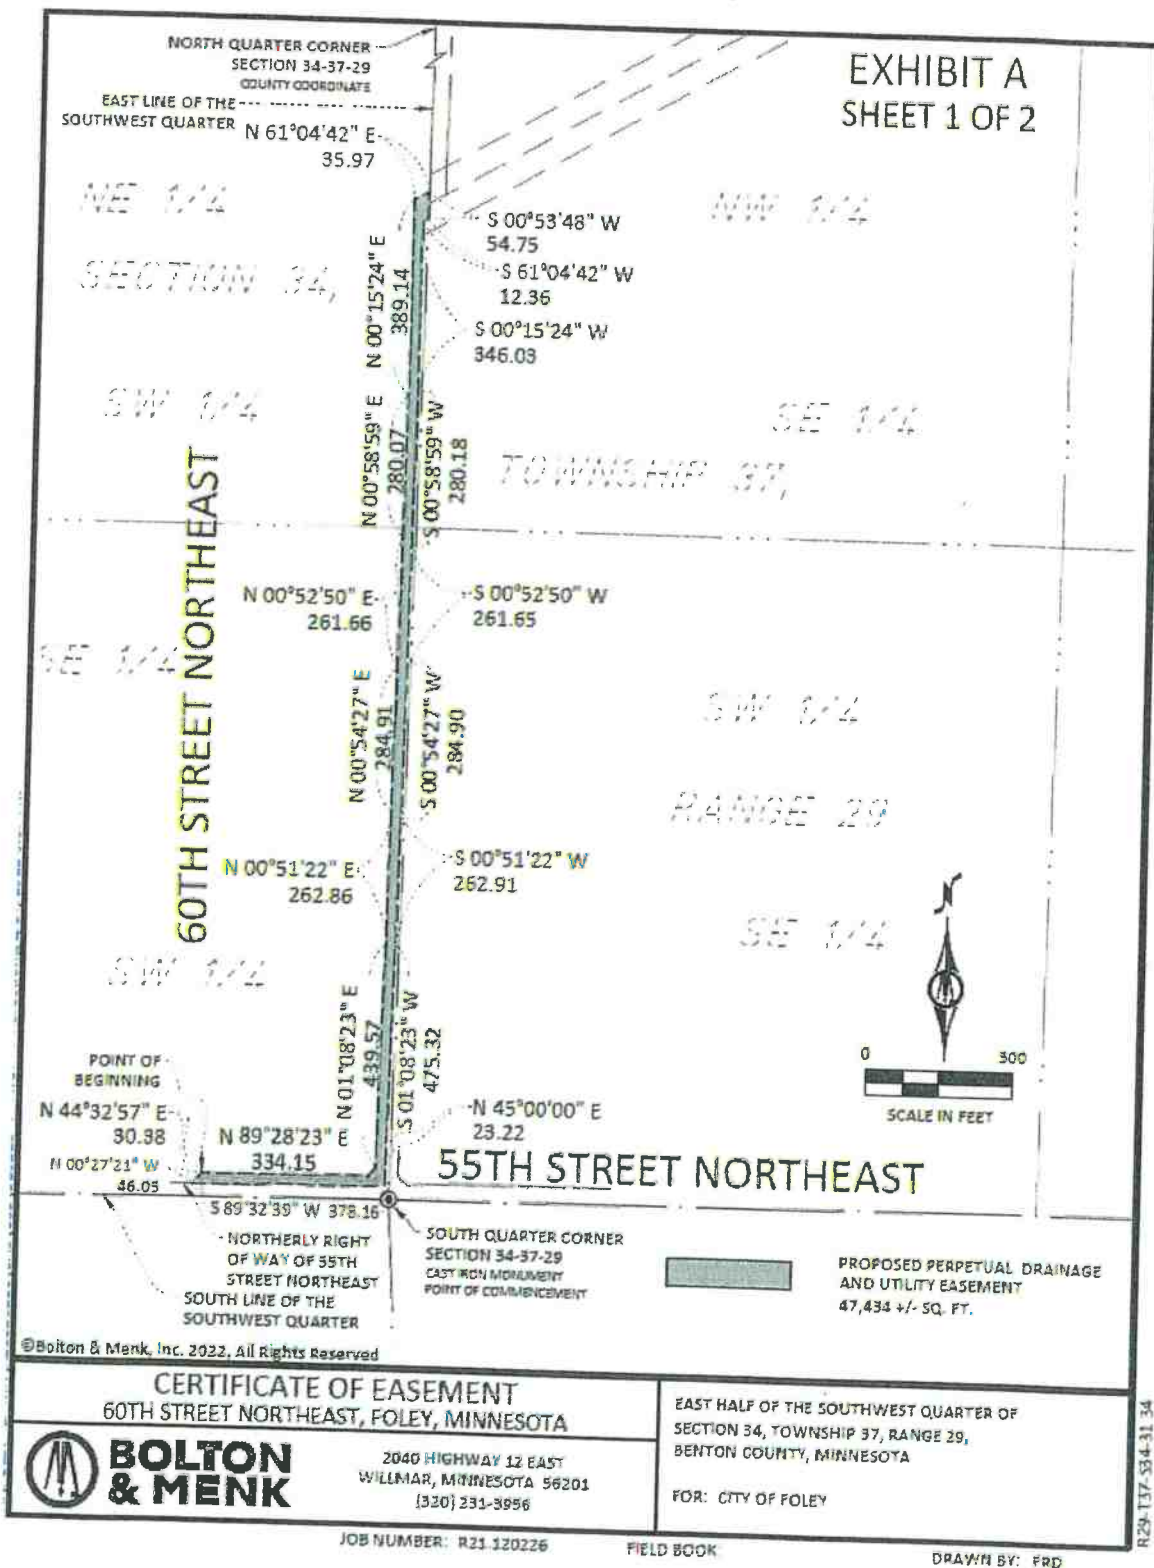 EXHIBIT A
SHEET 1 OF 2
NORTH QUARTER CORNER
SECTION 34-37-29
COUNTY COORDINATE
EAST LINE OF THE
SOUTHWEST QUARTER
N 61°04'42" E
35.97
NE 1/4
NW 1/4
S 00°53'48" W
54.75
S 61°04'42" W
12.36
SECTION 34,
N 00°15'24" E
389.14
S 00°15'24" W
346.03
SW 1/4
SE 1/4
N 00°58'59" E
280.07
S 00°58'59" W
280.18
TOWNSHIP 37,
60TH STREET NORTHEAST
N 00°52'50" E
261.66
S 00°52'50" W
261.65
SE 1/4
SW 1/4
N 00°54'27" E
284.91
S 00°54'27" W
284.90
RANGE 29
N 00°51'22" E
262.86
S 00°51'22" W
262.91
SE 1/4
SW 1/4
N
N 01°08'23" E
439.57
S 01°08'23" W
475.32
0 300
SCALE IN FEET
POINT OF
BEGINNING
N 44°32'57" E
30.38
N 00°27'21" W
46.05
N 89°28'23" E
334.15
N 45°00'00" E
23.22
55TH STREET NORTHEAST
S 89°32'39" W 378.16
NORTHERLY RIGHT
OF WAY OF 55TH
STREET NORTHEAST
SOUTH LINE OF THE
SOUTHWEST QUARTER
SOUTH QUARTER CORNER
SECTION 34-37-29
CAST IRON MONUMENT
POINT OF COMMENCEMENT
PROPOSED PERPETUAL DRAINAGE
AND UTILITY EASEMENT
47,434 +/- SQ. FT.
©Bolton & Menk, Inc. 2022, All Rights Reserved
CERTIFICATE OF EASEMENT
60TH STREET NORTHEAST, FOLEY, MINNESOTA
BOLTON
& MENK
2040 HIGHWAY 12 EAST
WILLMAR, MINNESOTA 56201
(320) 231-3956
EAST HALF OF THE SOUTHWEST QUARTER OF
SECTION 34, TOWNSHIP 37, RANGE 29,
BENTON COUNTY, MINNESOTA
FOR: CITY OF FOLEY
R29-T37-S34-31 34
JOB NUMBER: R21.120226
FIELD BOOK
DRAWN BY: FRD